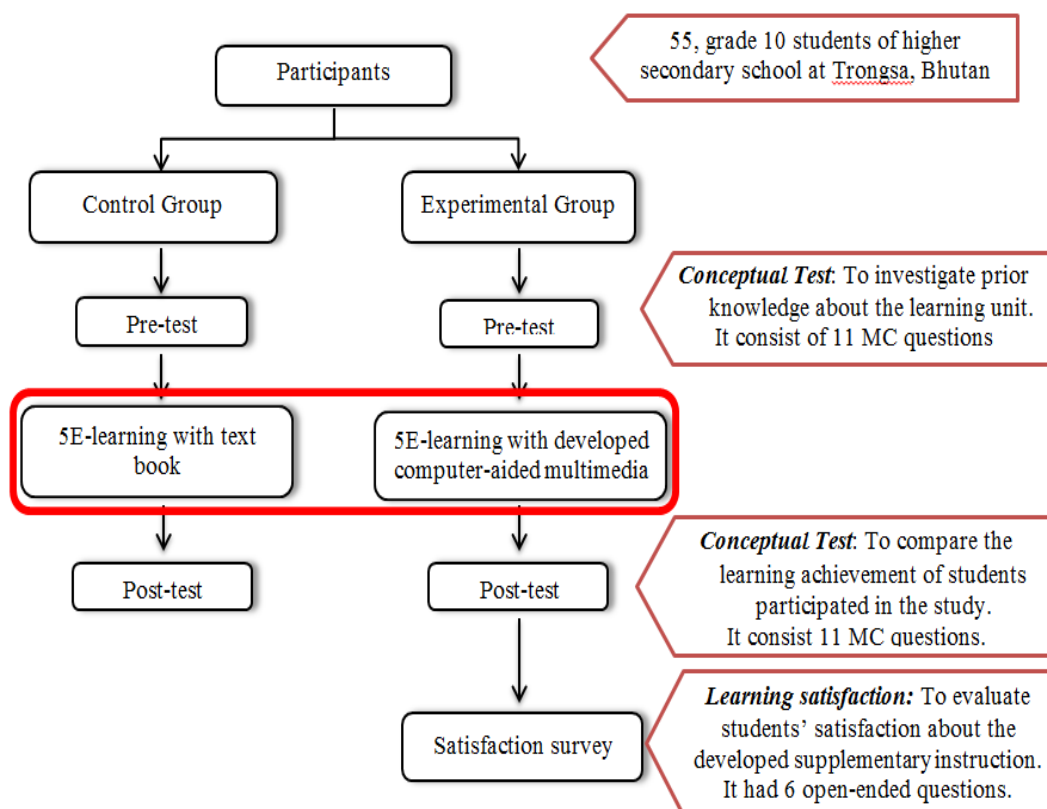 Participants
55, grade 10 students of higher
secondary school at Trongsa, Bhutan
Control Group
Experimental Group
Pre-test
Pre-test
Conceptual Test: To investigate prior
knowledge about the learning unit.
It consist of 11 MC questions
5E-learning with text
book
5E-learning with developed
computer-aided multimedia
Post-test
Post-test
Conceptual Test: To compare the
learning achievement of students
participated in the study.
It consist 11 MC questions.
Satisfaction survey
Learning satisfaction: To evaluate
students’ satisfaction about the
developed supplementary instruction.
It had 6 open-ended questions.